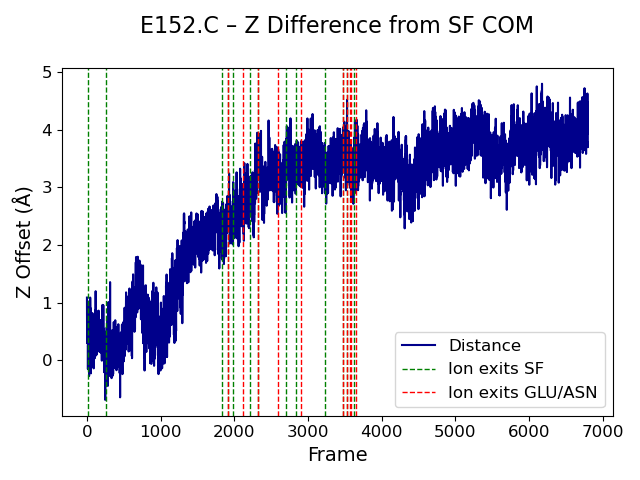 E152.C – Z Difference from SF COM
Z Offset (Å)
5
4
3
2
1
0
Distance
Ion exits SF
Ion exits GLU/ASN
0 1000 2000 3000 4000 5000 6000 7000
Frame